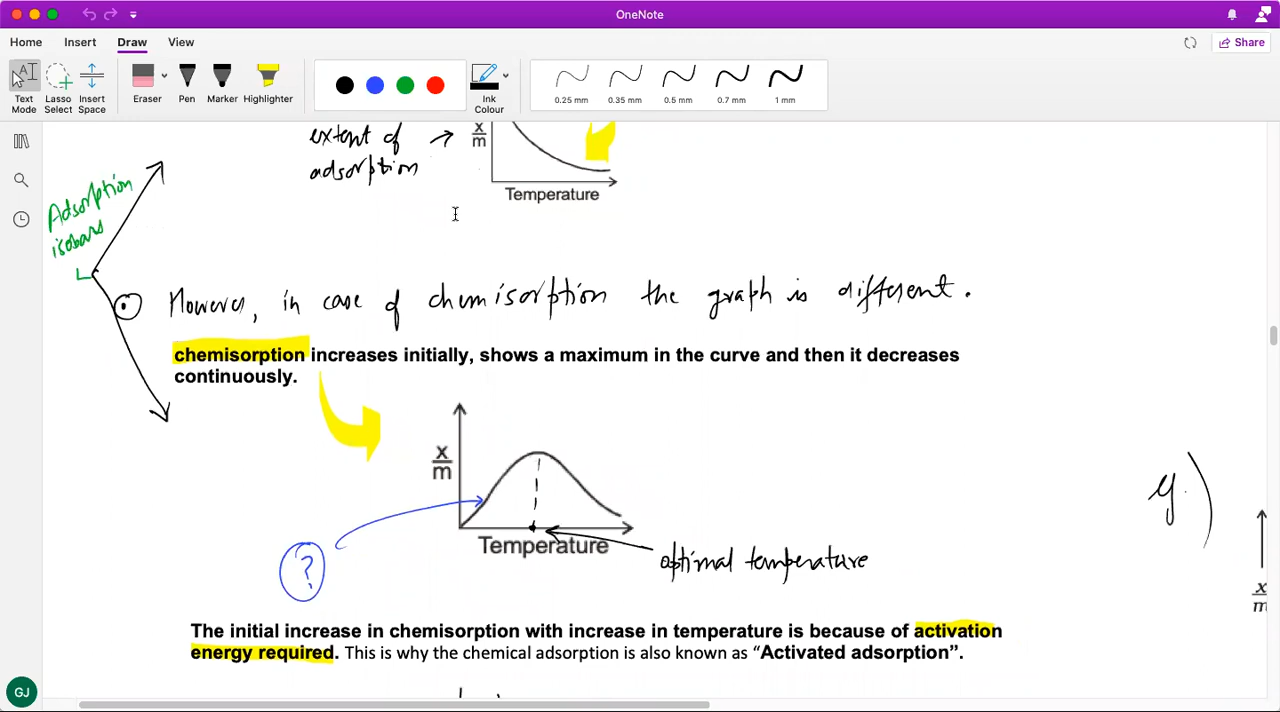 OneNote
Home Insert Draw View
Share
Text Mode
Lasso Select
Insert Space
Eraser
Pen
Marker
Highlighter
Ink Colour
0.25 mm
0.35 mm
0.5 mm
0.7 mm
1 mm
extent of
adsorption
x
m
Temperature
Adsorption
isobars
However, in case of chemisorption the graph is different.
chemisorption increases initially, shows a maximum in the curve and then it decreases
continuously.
x
m
Temperature
optimal temperature
?
y.)
x
m
The initial increase in chemisorption with increase in temperature is because of activation
energy required. This is why the chemical adsorption is also known as “Activated adsorption”.
GJ